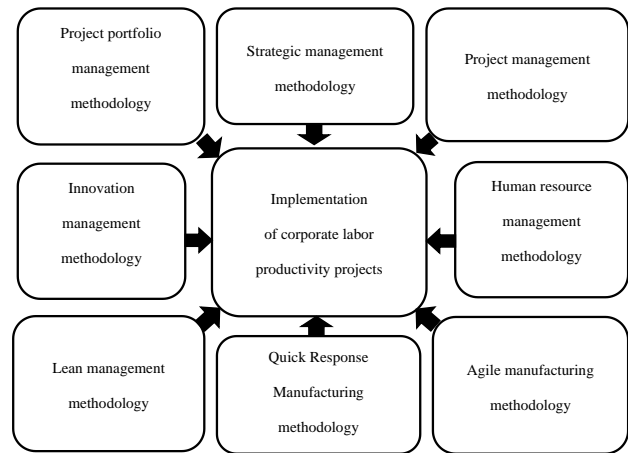 Project portfolio
management
methodology
Strategic management
methodology
Project management
methodology
Innovation
management
methodology
Implementation
of corporate labor
productivity projects
Human resource
management
methodology
Lean management
methodology
Quick Response
Manufacturing
methodology
Agile manufacturing
methodology